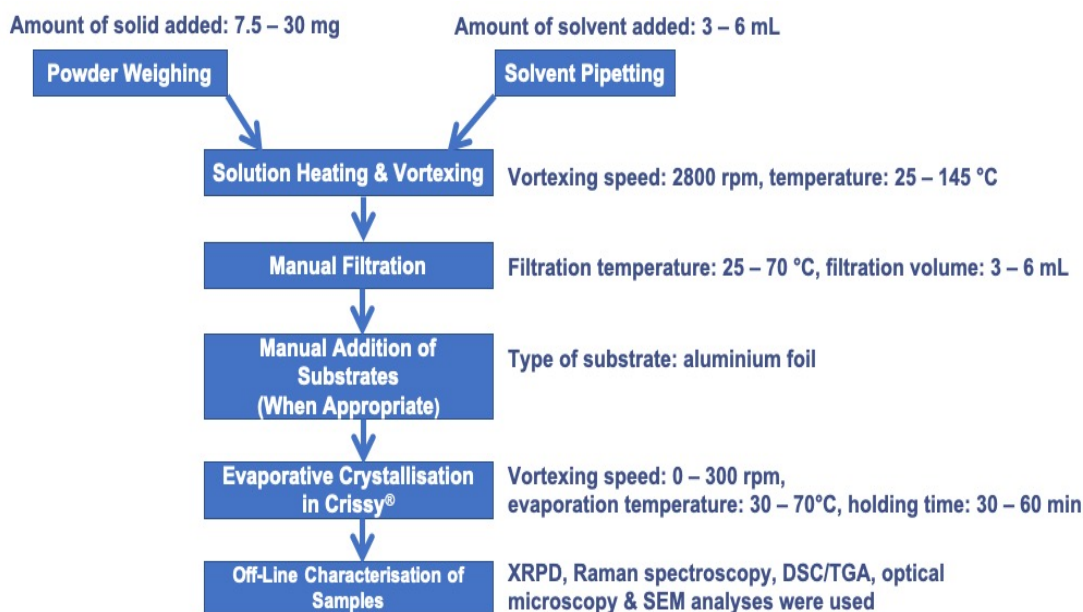 Amount of solid added: 7.5 – 30 mg
Amount of solvent added: 3 – 6 mL
Powder Weighing
Solvent Pipetting
Solution Heating & Vortexing
Vortexing speed: 2800 rpm, temperature: 25 – 145 °C
Manual Filtration
Filtration temperature: 25 – 70 °C, filtration volume: 3 – 6 mL
Manual Addition of
Substrates
(When Appropriate)
Type of substrate: aluminium foil
Evaporative Crystallisation
in Crissy®
Vortexing speed: 0 – 300 rpm,
evaporation temperature: 30 – 70°C, holding time: 30 – 60 min
Off-Line Characterisation of
Samples
XRPD, Raman spectroscopy, DSC/TGA, optical
microscopy & SEM analyses were used